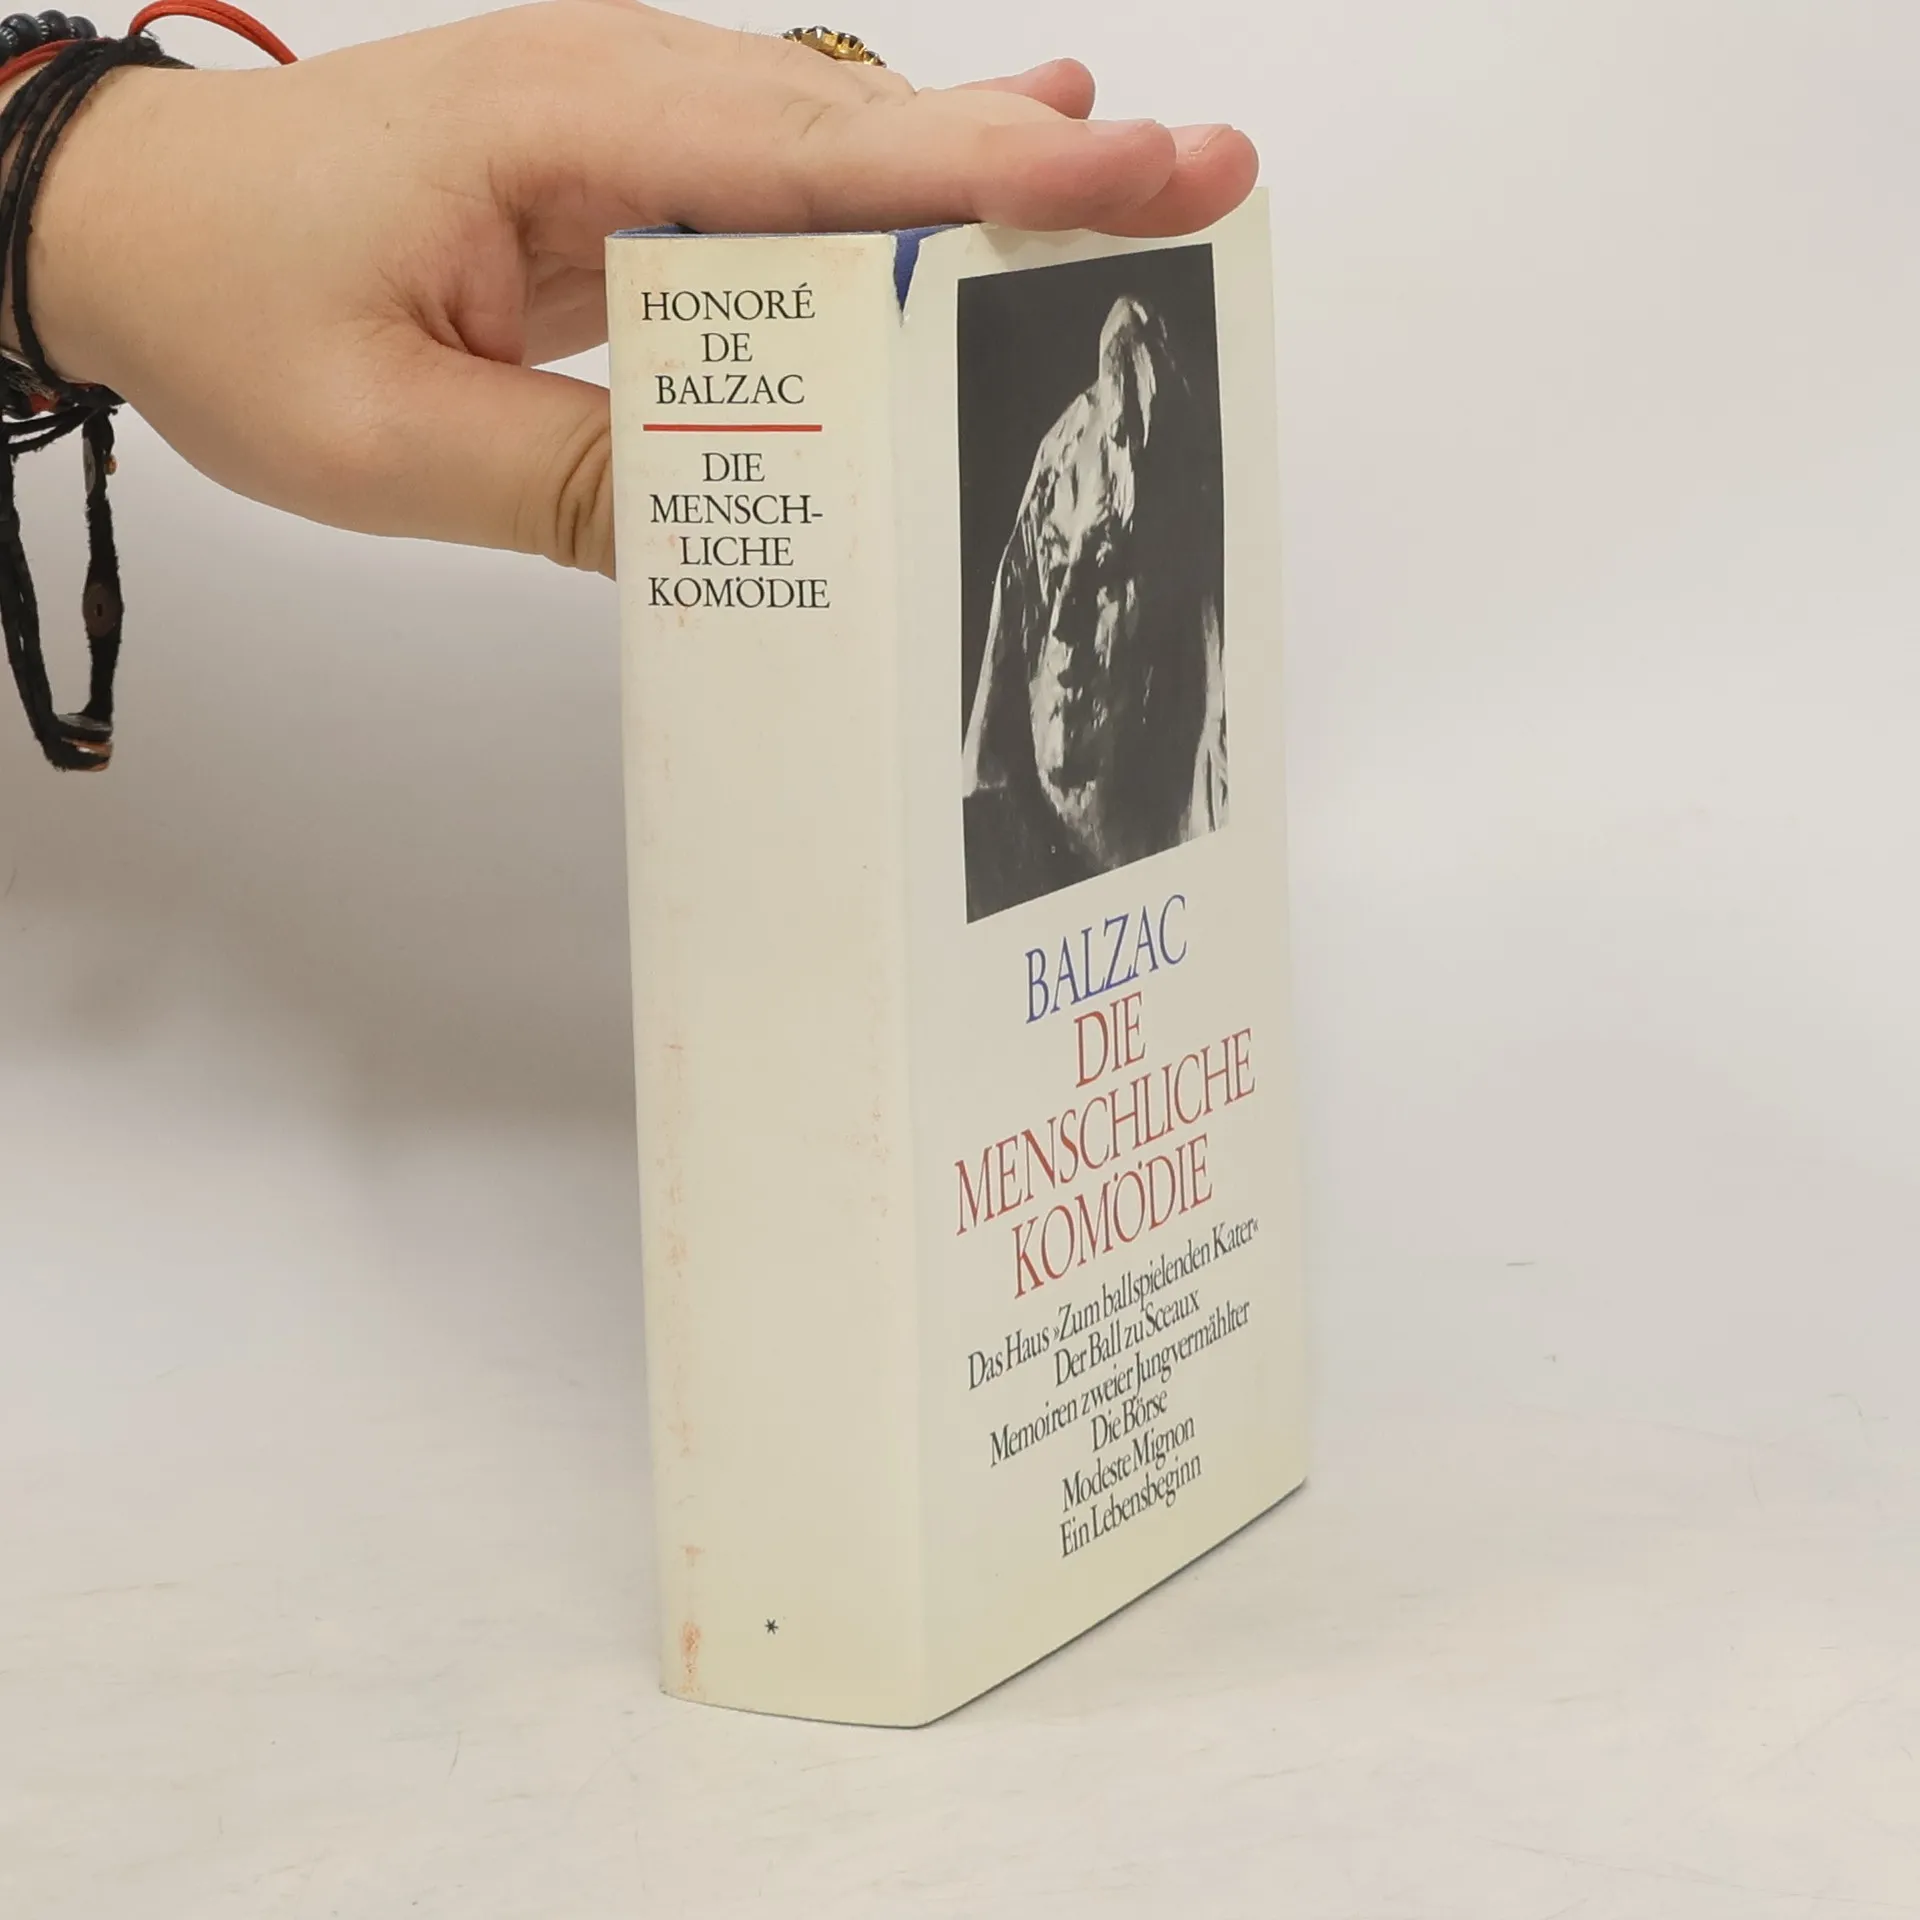 HONORÉ
DE
BALZAC
DIE
MENSCH-
LICHE
KOMÖDIE
*
BALZAC
DIE
MENSCHLICHE
KOMÖDIE
Das Haus »Zum ballspielenden Kater«
Der Ball zu Sceaux
Memoiren zweier Jungvermählter
Die Börse
Modeste Mignon
Ein Lebensbeginn